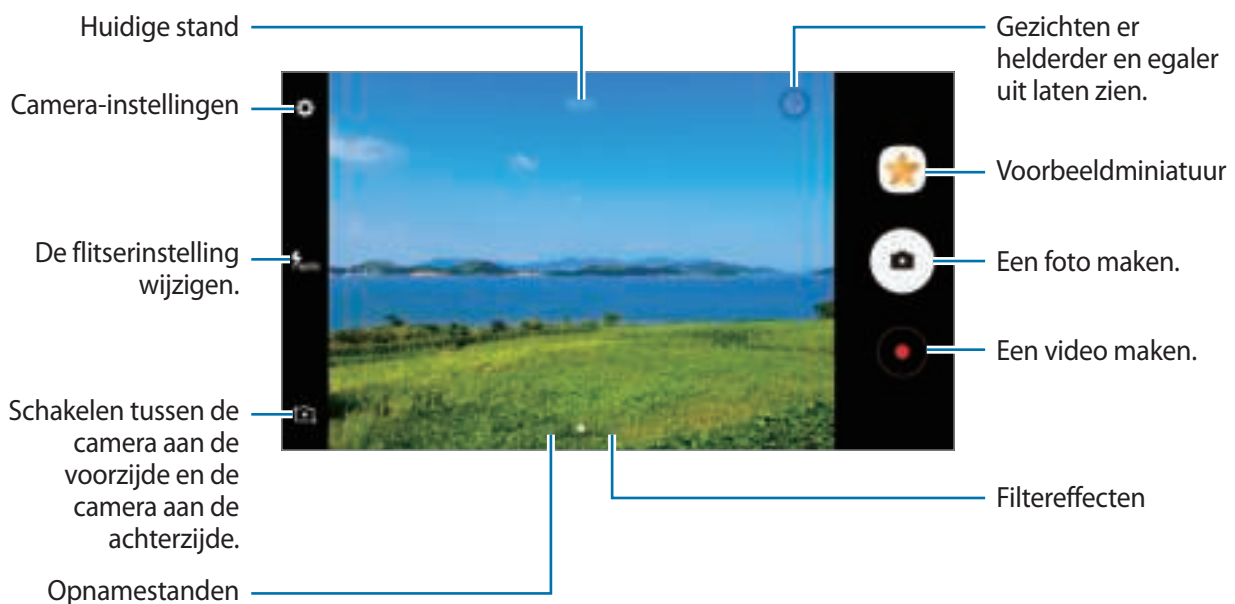 Huidige stand
Camera-instellingen
De flitserinstelling
wijzigen.
Schakelen tussen de
camera aan de
voorzijde en de
camera aan de
achterzijde.
Opnamestanden
Gezichten er
helderder en egaler
uit laten zien.
Voorbeeldminiatuur
Een foto maken.
Een video maken.
Filtereffecten